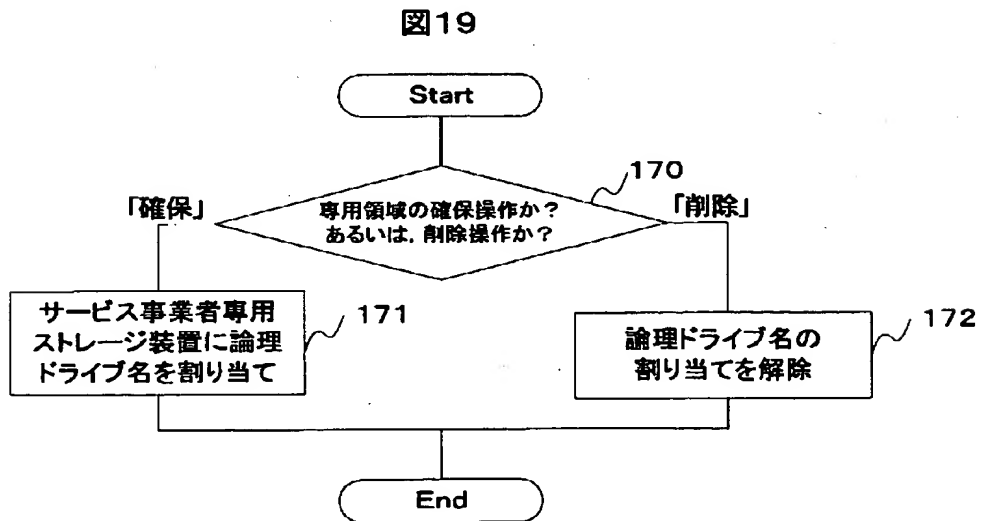 図19
Start
170
「確保」
専用領域の確保操作か？
あるいは，削除操作か？
「削除」
サービス事業者専用
ストレージ装置に論理
ドライブ名を割り当て
171
論理ドライブ名の
割り当てを解除
172
End